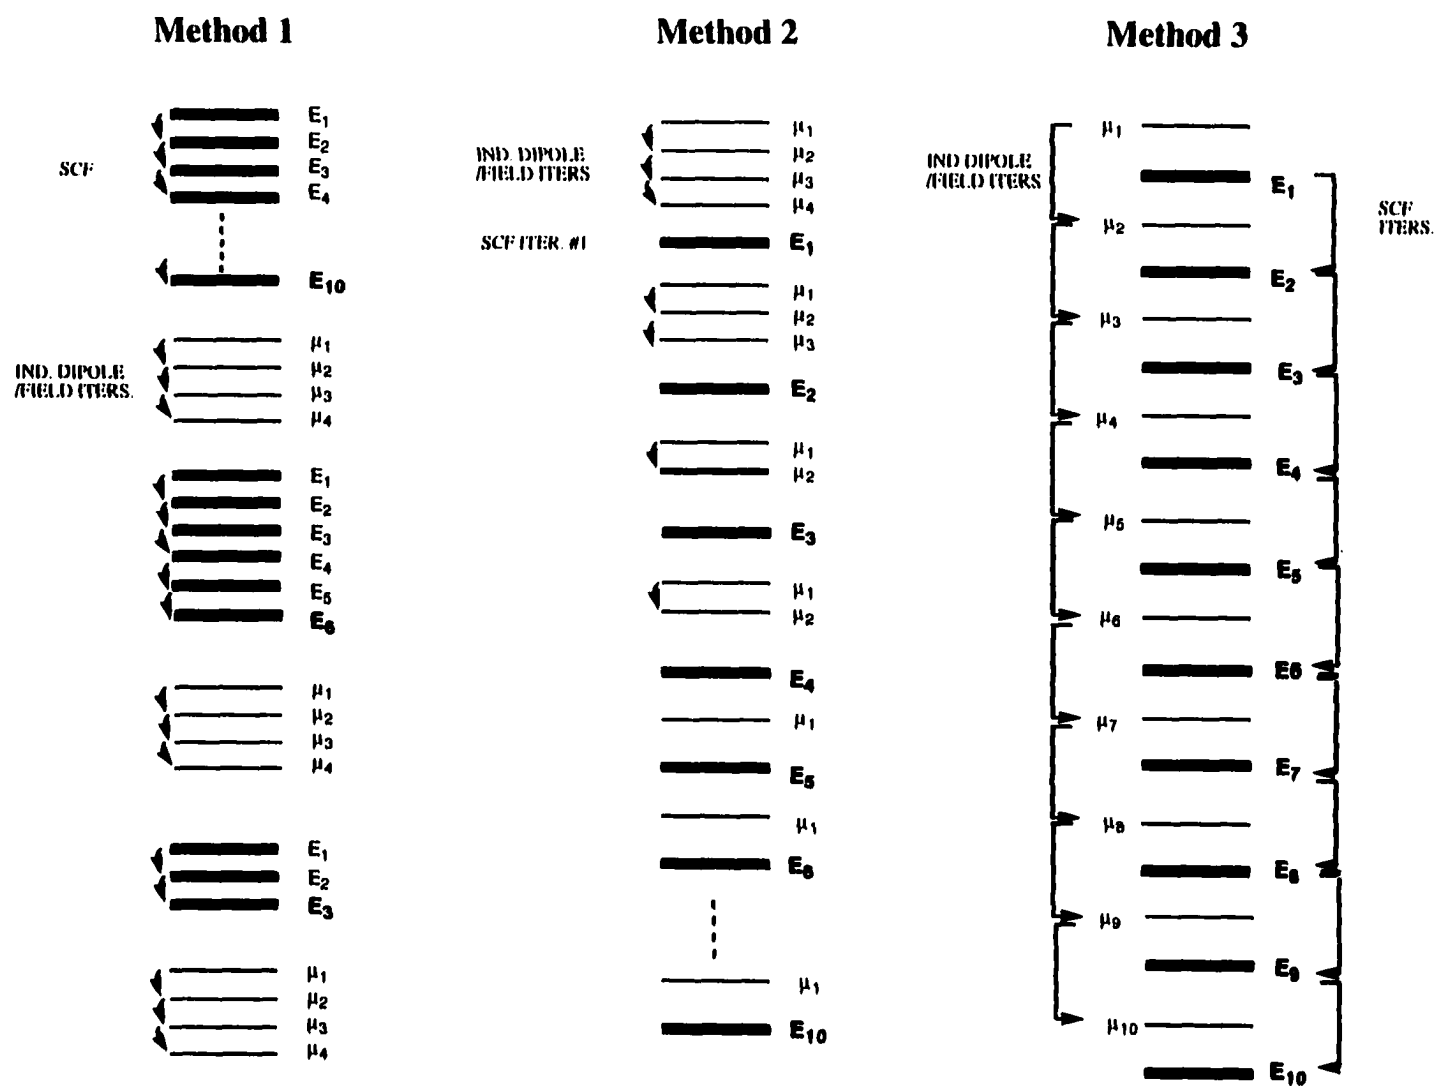 Method 1
E₁
E₂
SCF
E₃
E₄
E₁₀
μ₁
IND. DIPOLE
/FIELD ITERS.
μ₂
μ₃
μ₄
E₁
E₂
E₃
E₄
E₅
E₆
μ₁
μ₂
μ₃
μ₄
E₁
E₂
E₃
μ₁
μ₂
μ₃
μ₄
Method 2
IND. DIPOLE
/FIELD ITERS
μ₁
μ₂
μ₃
μ₄
SCF ITER. #1
E₁
μ₁
μ₂
μ₃
E₂
μ₁
μ₂
E₃
μ₁
μ₂
E₄
μ₁
E₅
μ₁
E₆
μ₁
E₁₀
Method 3
IND DIPOLE
/FIELD ITERS
μ₁
E₁
SCF
ITERS.
μ₂
E₂
μ₃
E₃
μ₄
E₄
μ₅
E₅
μ₆
E6
μ₇
E₇
μ₈
E₈
μ₉
E₉
μ₁₀
E₁₀